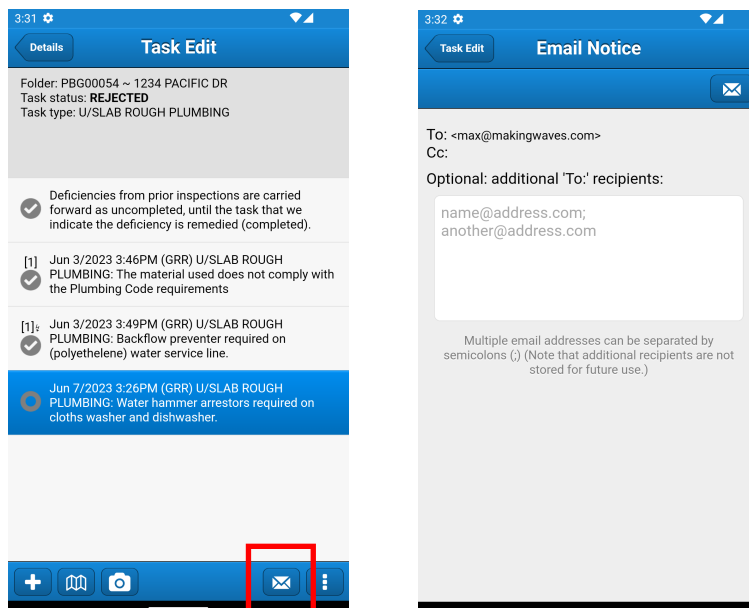 3:31
Details
Task Edit
Folder: PBG00054 ~ 1234 PACIFIC DR
Task status: REJECTED
Task type: U/SLAB ROUGH PLUMBING
Deficiencies from prior inspections are carried
forward as uncompleted, until the task that we
indicate the deficiency is remedied (completed).
[1]
Jun 3/2023 3:46PM (GRR) U/SLAB ROUGH
PLUMBING: The material used does not comply with
the Plumbing Code requirements
[1]
Jun 3/2023 3:49PM (GRR) U/SLAB ROUGH
PLUMBING: Backflow preventer required on
(polyethelene) water service line.
Jun 7/2023 3:26PM (GRR) U/SLAB ROUGH
PLUMBING: Water hammer arrestors required on
cloths washer and dishwasher.
3:32
Task Edit
Email Notice
To: <max@makingwaves.com>
Cc:
Optional: additional 'To:' recipients:
name@address.com;
another@address.com
Multiple email addresses can be separated by
semicolons (;) (Note that additional recipients are not
stored for future use.)